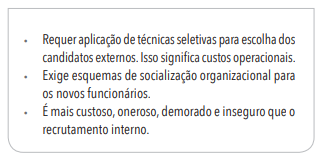 • Requer aplicação de técnicas seletivas para escolha dos
candidatos externos. Isso significa custos operacionais.
• Exige esquemas de socialização organizacional para
os novos funcionários.
• É mais custoso, oneroso, demorado e inseguro que o
recrutamento interno.